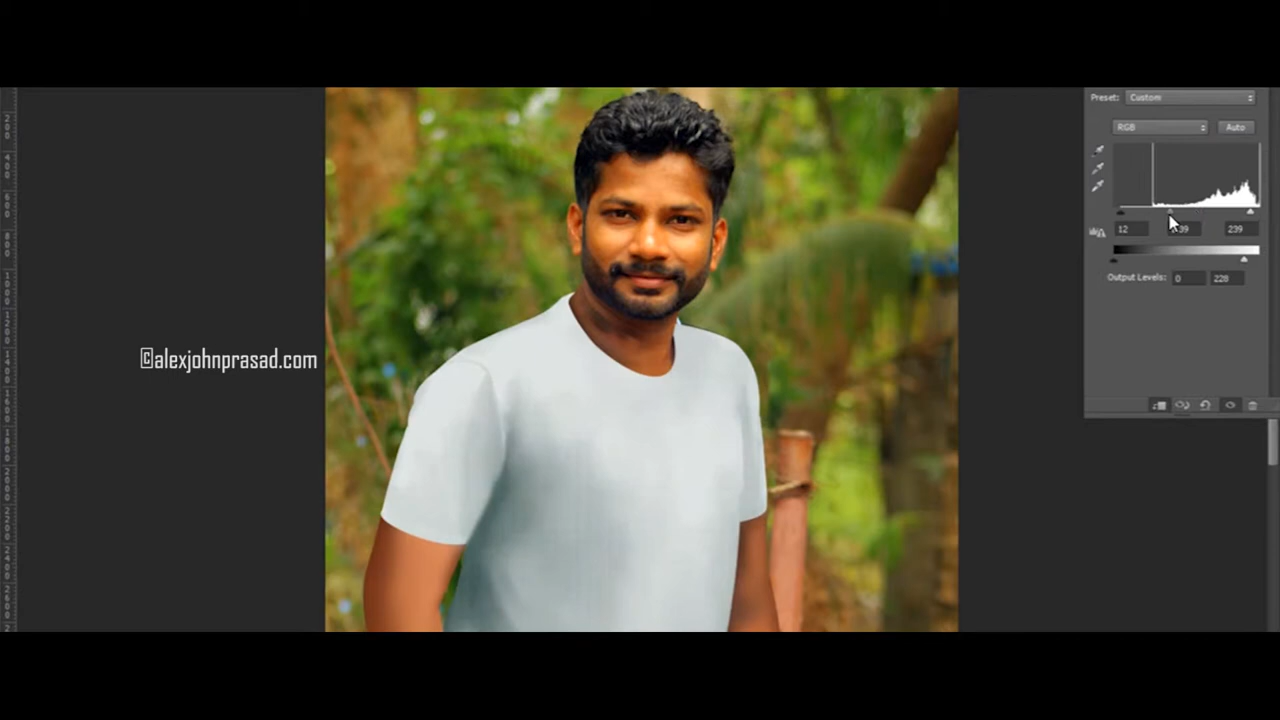 Preset: Custom
RGB Auto
12 239
Output Levels: 0 228
©alexjohnprasad.com